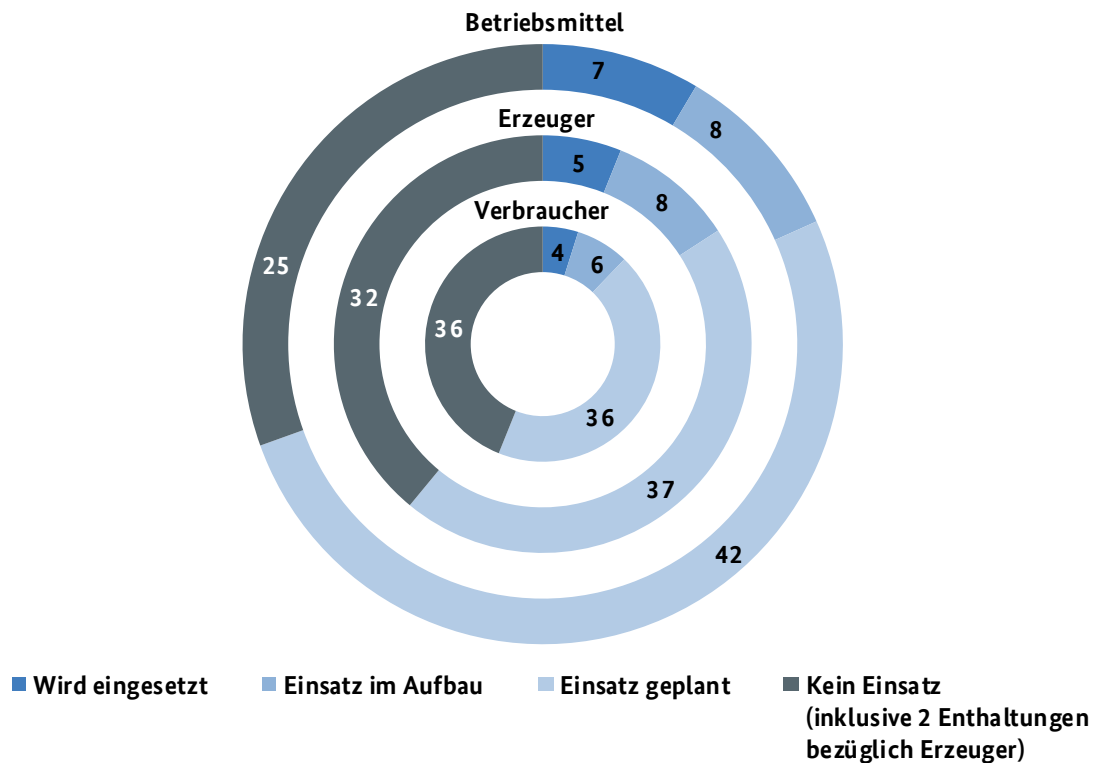 Betriebsmittel
7
8
Erzeuger
5
8
Verbraucher
4
6
25
32
36
36
37
42
Wird eingesetzt
Einsatz im Aufbau
Einsatz geplant
Kein Einsatz
(inklusive 2 Enthaltungen
bezüglich Erzeuger)